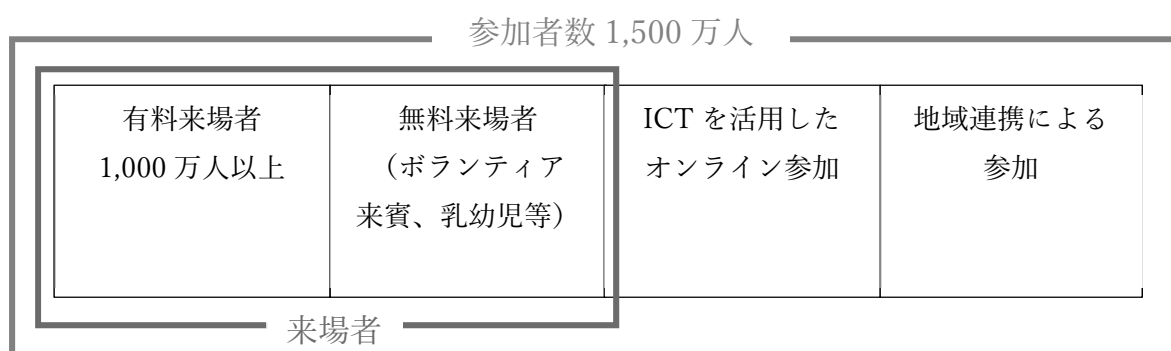 参加者数 1,500 万人
有料来場者
1,000 万人以上
無料来場者
（ボランティア
来賓、乳幼児等）
ICT を活用した
オンライン参加
地域連携による
参加
来場者